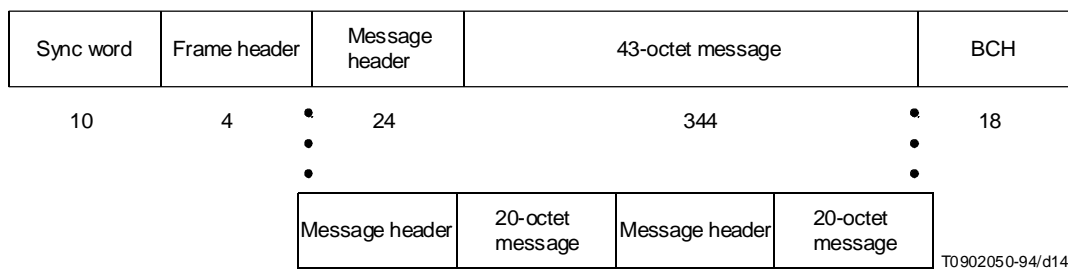 Sync word Frame header Message header 43-octet message BCH
10 4 24 344 18
Message header 20-octet message Message header 20-octet message
T0902050-94/d14